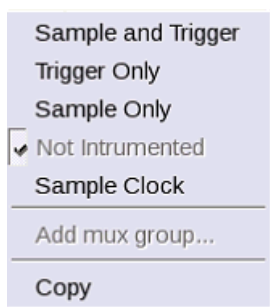 Sample and Trigger
Trigger Only
Sample Only
Not Intrumented
Sample Clock
Add mux group...
Copy